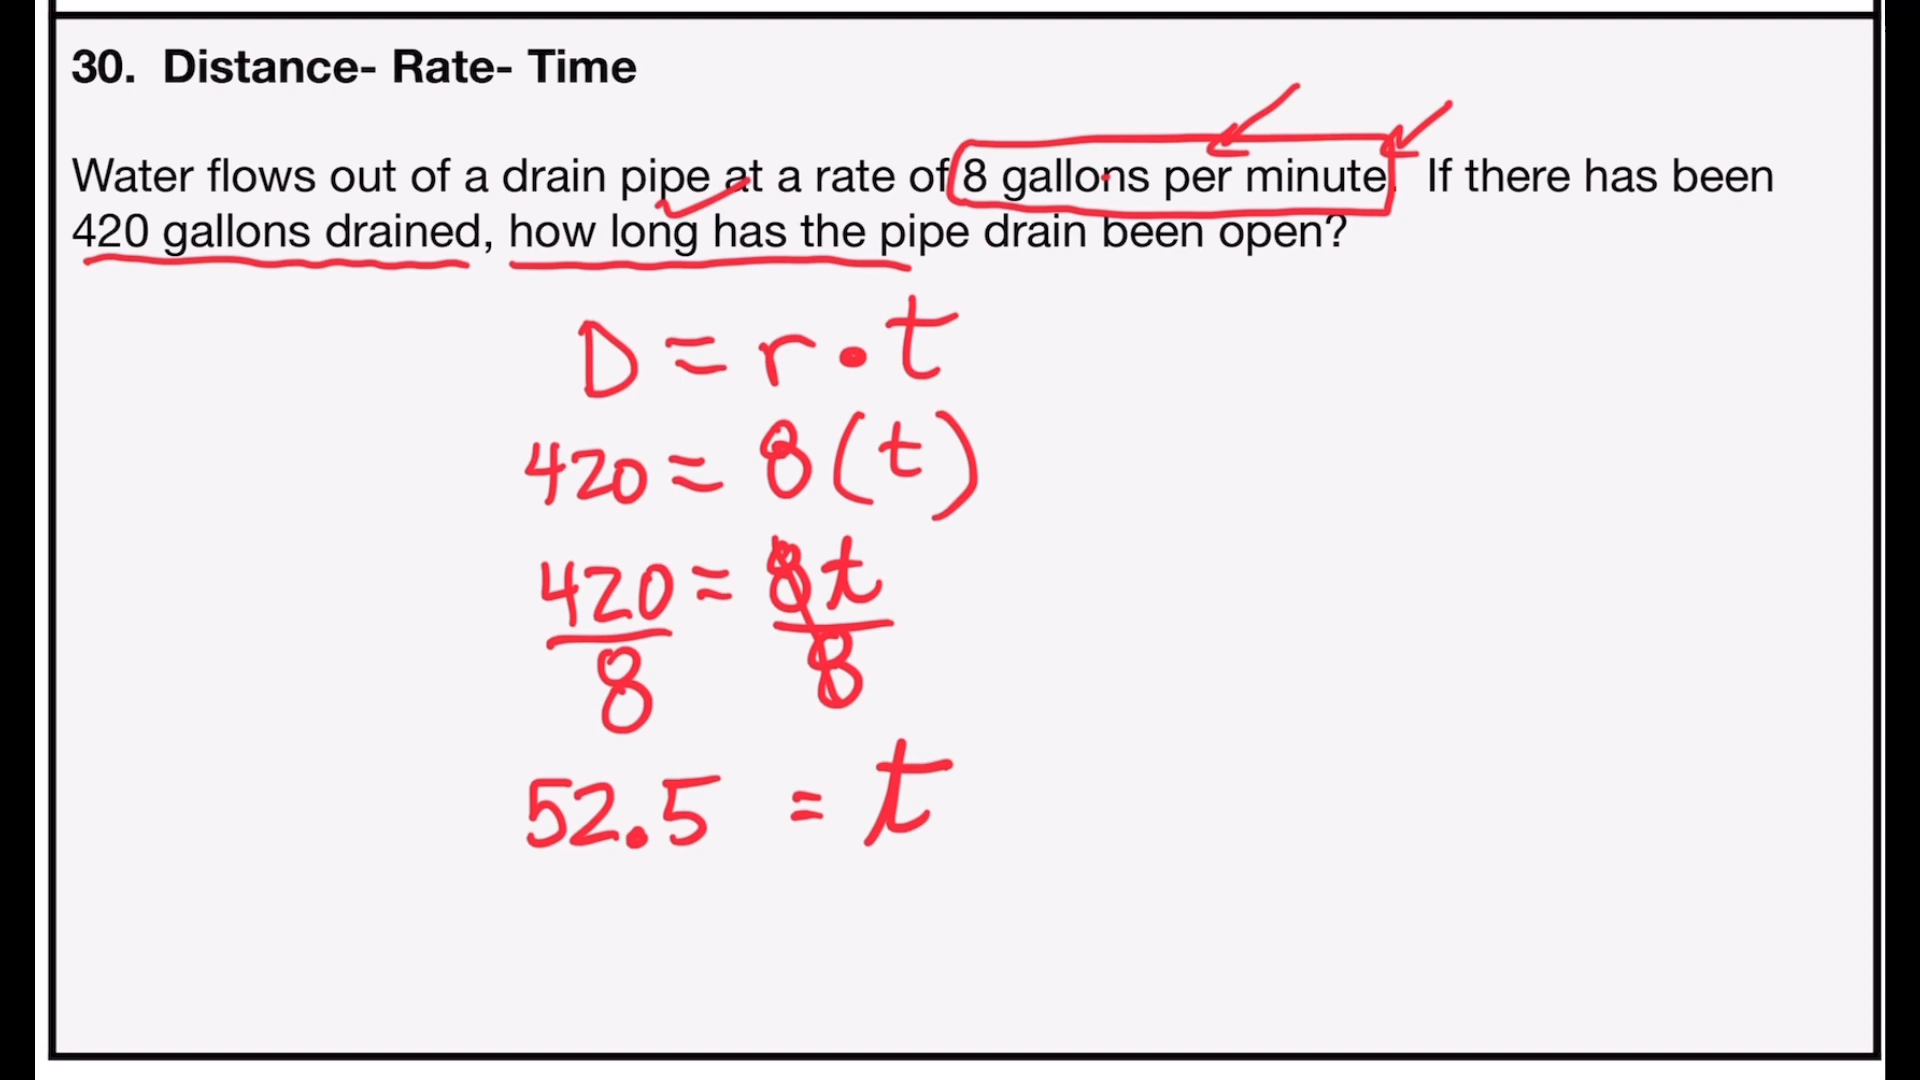 30. Distance- Rate- Time
Water flows out of a drain pipe at a rate of 8 gallons per minute. If there has been
420 gallons drained, how long has the pipe drain been open?
D = r · t
420 = 8 (t)
420 = 8t
8 8
52.5 = t